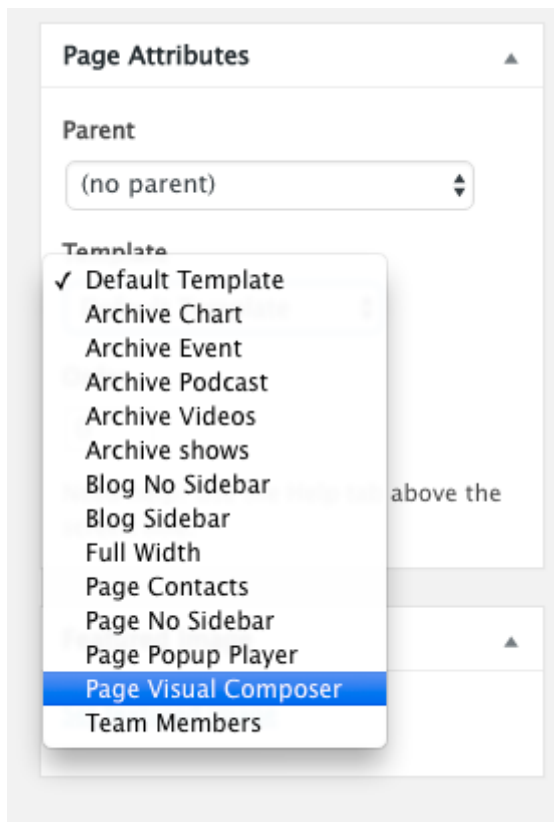 Page Attributes
Parent
(no parent)
Template
✓ Default Template
Archive Chart
Archive Event
Archive Podcast
Archive Videos
Archive shows
Blog No Sidebar
Blog Sidebar
above the
Full Width
Page Contacts
Page No Sidebar
Page Popup Player
Page Visual Composer
Team Members